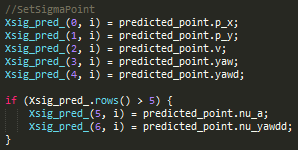 //SetSigmaPoint
Xsig_pred_(0, i) = predicted_point.p_x;
Xsig_pred_(1, i) = predicted_point.p_y;
Xsig_pred_(2, i) = predicted_point.v;
Xsig_pred_(3, i) = predicted_point.yaw;
Xsig_pred_(4, i) = predicted_point.yawd;

if (Xsig_pred_.rows() > 5) {
    Xsig_pred_(5, i) = predicted_point.nu_a;
    Xsig_pred_(6, i) = predicted_point.nu_yawdd;
}